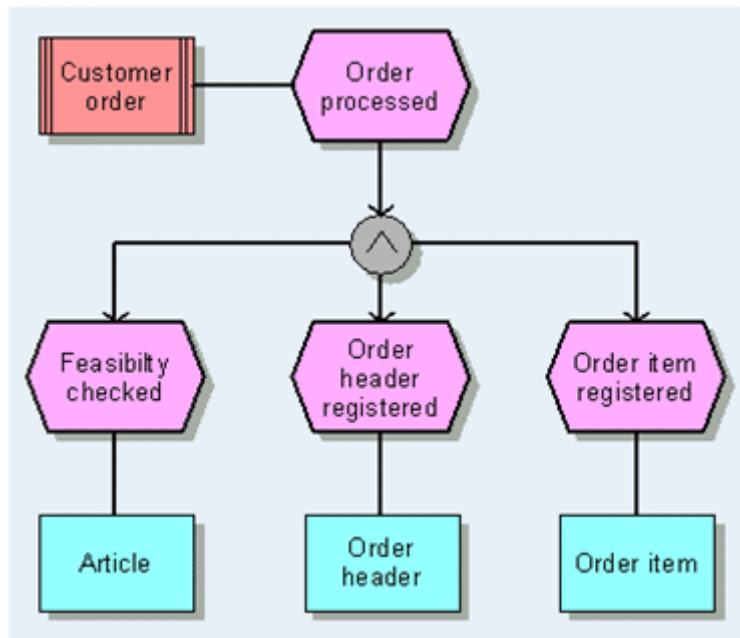 Customer
order
Order
processed
Feasibilty
checked
Order
header
registered
Order item
registered
Article
Order
header
Order item